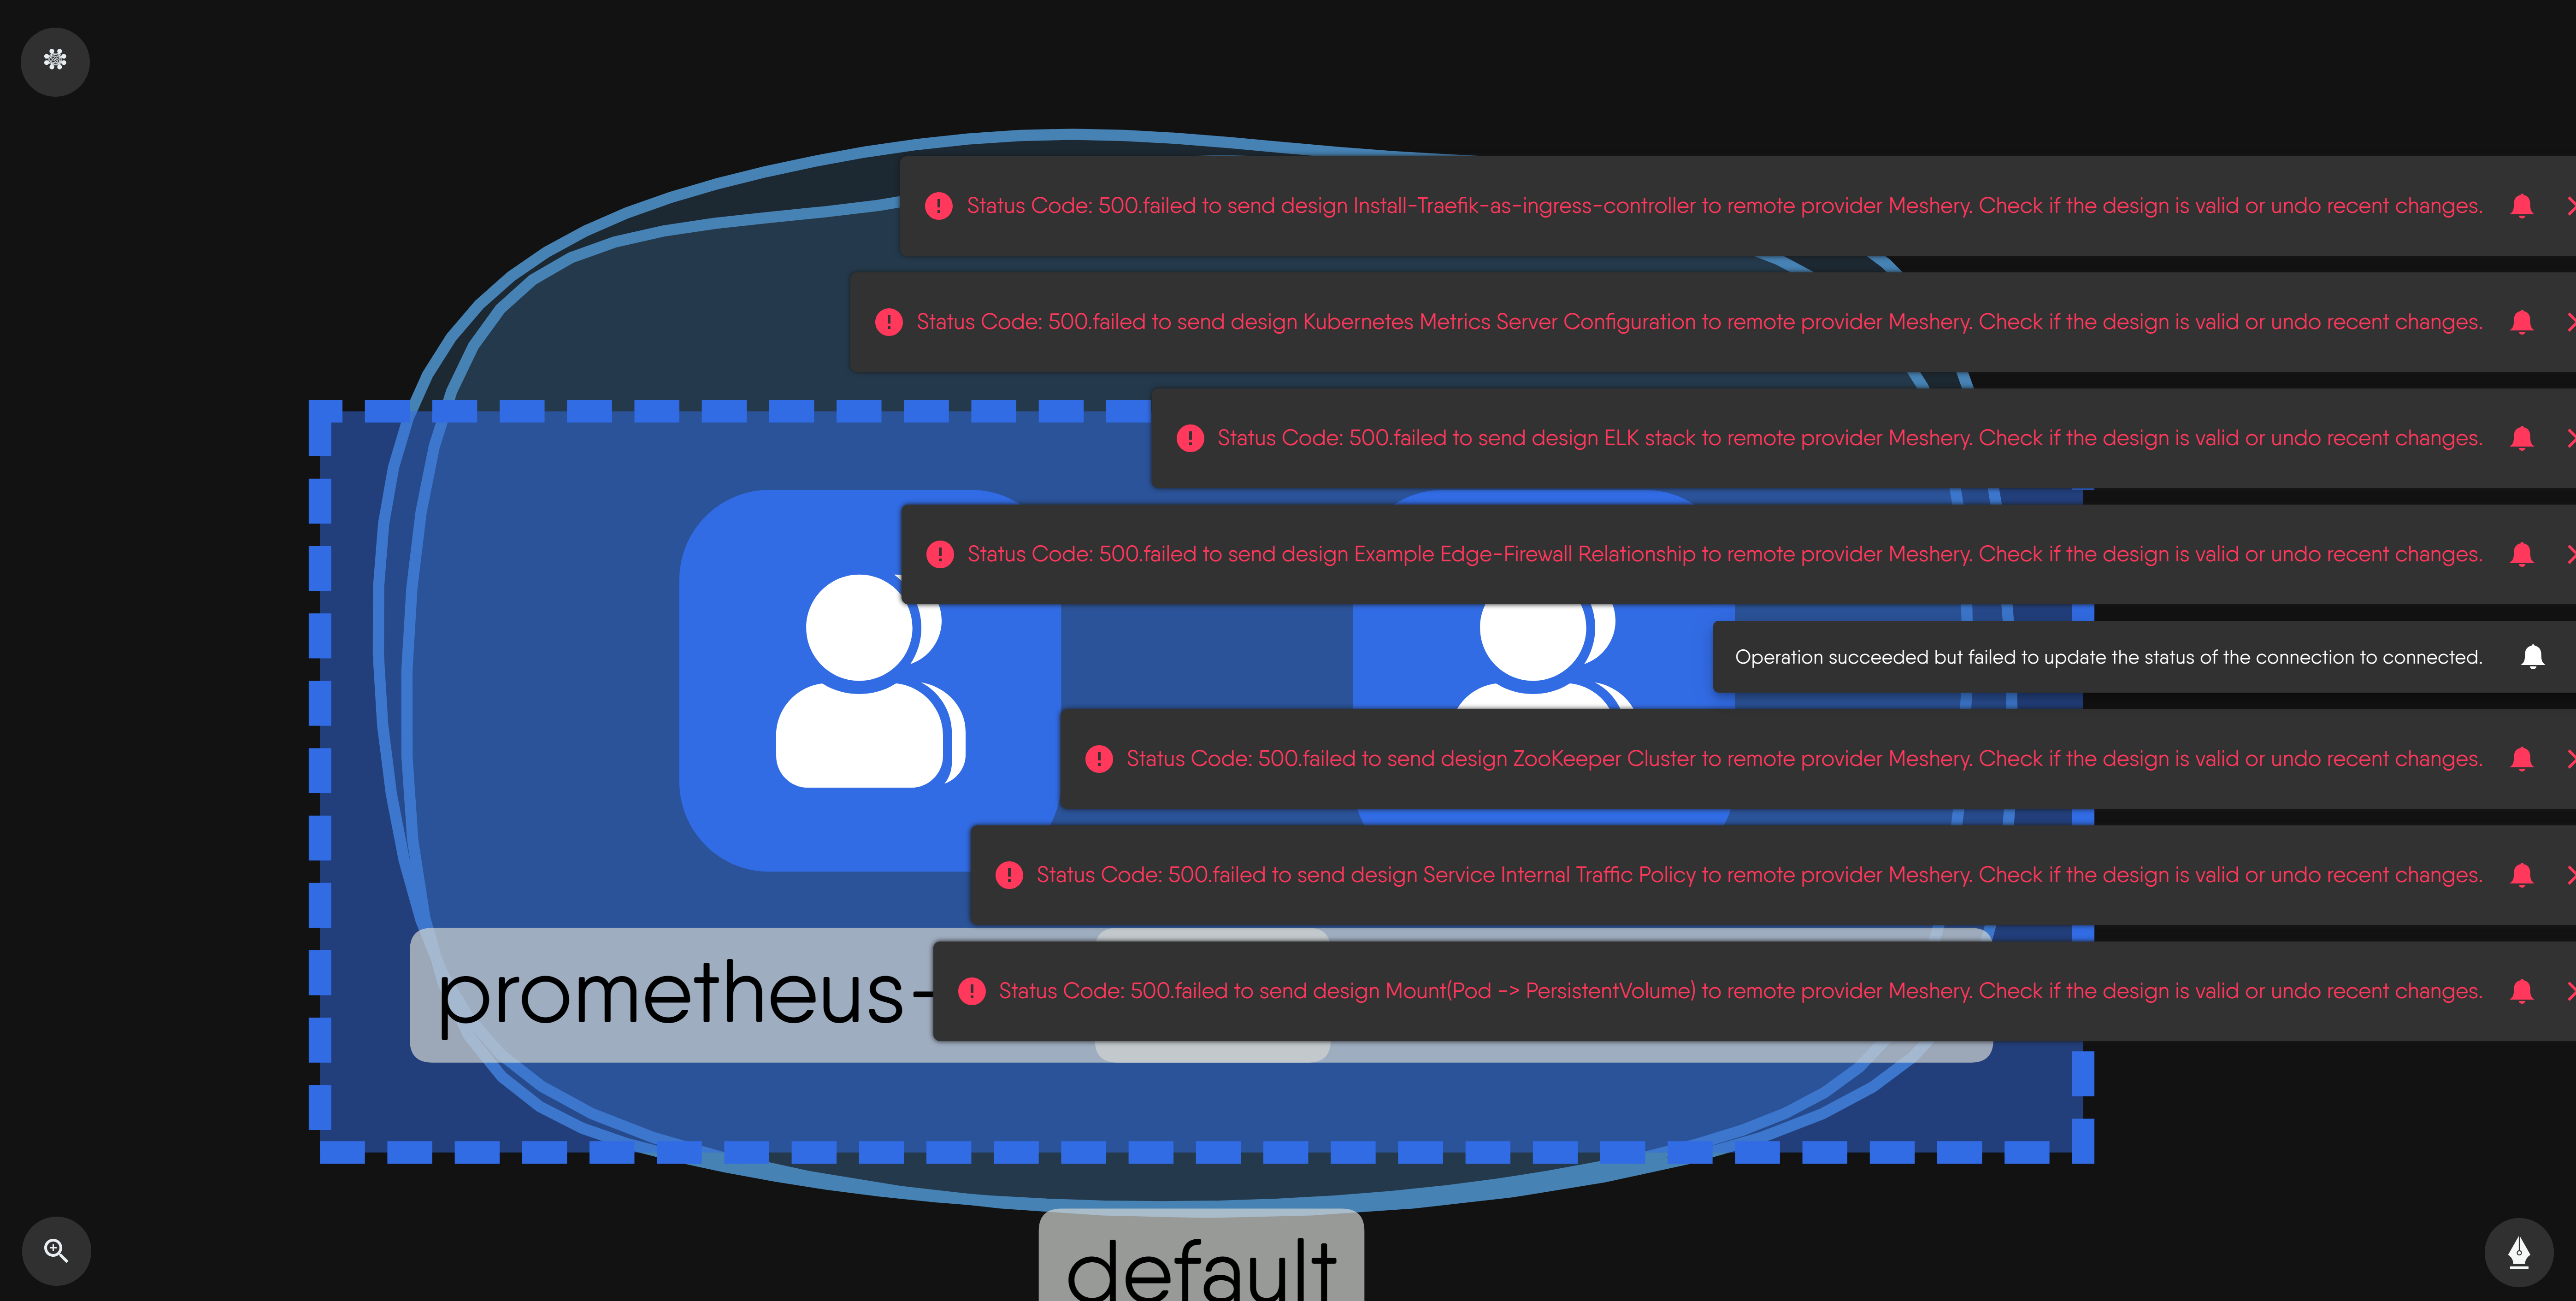 Status Code: 500.failed to send design Install-Traefik-as-ingress-controller to remote provider Meshery. Check if the design is valid or undo recent changes.
Status Code: 500.failed to send design Kubernetes Metrics Server Configuration to remote provider Meshery. Check if the design is valid or undo recent changes.
Status Code: 500.failed to send design ELK stack to remote provider Meshery. Check if the design is valid or undo recent changes.
Status Code: 500.failed to send design Example Edge-Firewall Relationship to remote provider Meshery. Check if the design is valid or undo recent changes.
Operation succeeded but failed to update the status of the connection to connected.
Status Code: 500.failed to send design ZooKeeper Cluster to remote provider Meshery. Check if the design is valid or undo recent changes.
Status Code: 500.failed to send design Service Internal Traffic Policy to remote provider Meshery. Check if the design is valid or undo recent changes.
prometheus-
Status Code: 500.failed to send design Mount(Pod -> PersistentVolume) to remote provider Meshery. Check if the design is valid or undo recent changes.
default